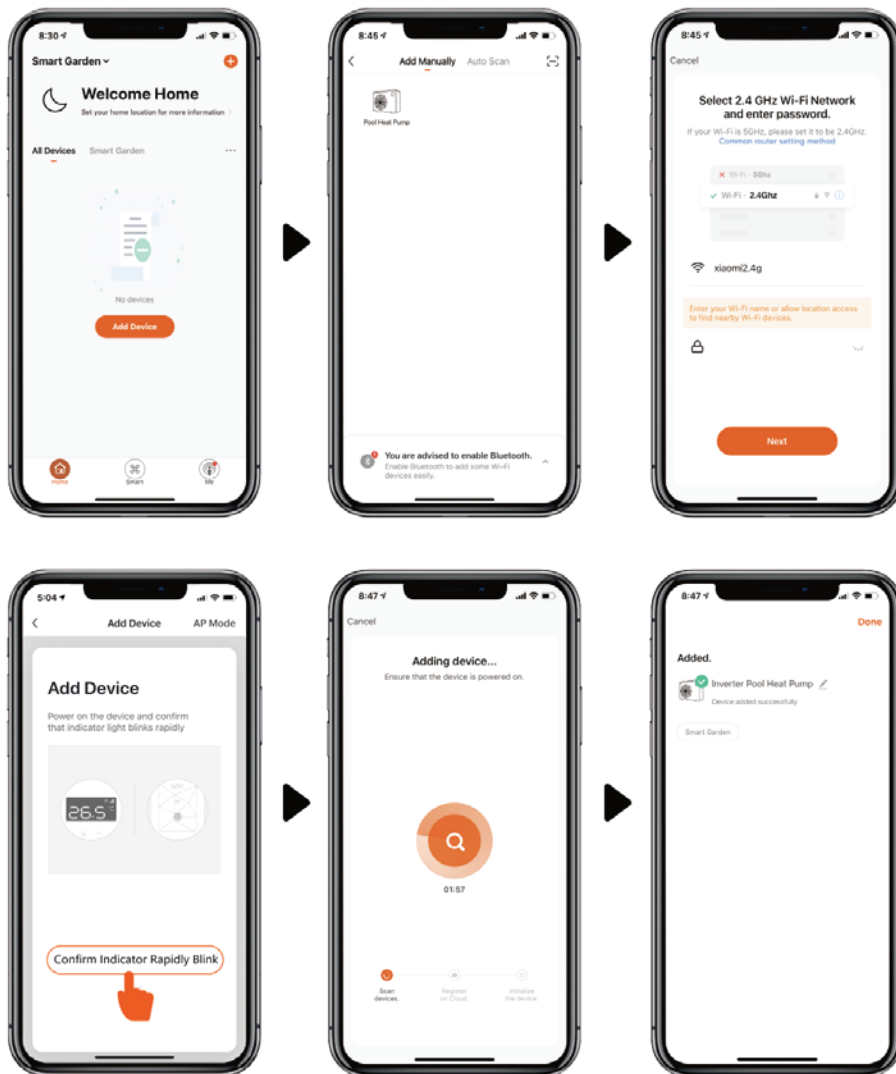 8:30
Smart Garden
Welcome Home
Set your home location for more information
All Devices Smart Garden ...
No devices
Add Device
Home Smart Me
8:45
Add Manually Auto Scan
Pool Heat Pump
You are advised to enable Bluetooth.
Enable Bluetooth to add some Wi-Fi
devices easily.
8:45
Cancel
Select 2.4 GHz Wi-Fi Network
and enter password.
If your Wi-Fi is 5GHz, please set it to be 2.4GHz.
Common router setting method
Wi-Fi - 5Ghz
Wi-Fi - 2.4Ghz
xiaomi2.4g
Enter your Wi-Fi name or allow location access
to find nearby Wi-Fi devices.
Next
5:04
Add Device AP Mode
Add Device
Power on the device and confirm
that indicator light blinks rapidly
26.5
Confirm Indicator Rapidly Blink
8:47
Cancel
Adding device...
Ensure that the device is powered on.
01:57
Scan
devices.
Register
on Cloud.
Initialize
the device.
8:47
Done
Added.
Inverter Pool Heat Pump
Device added successfully
Smart Garden